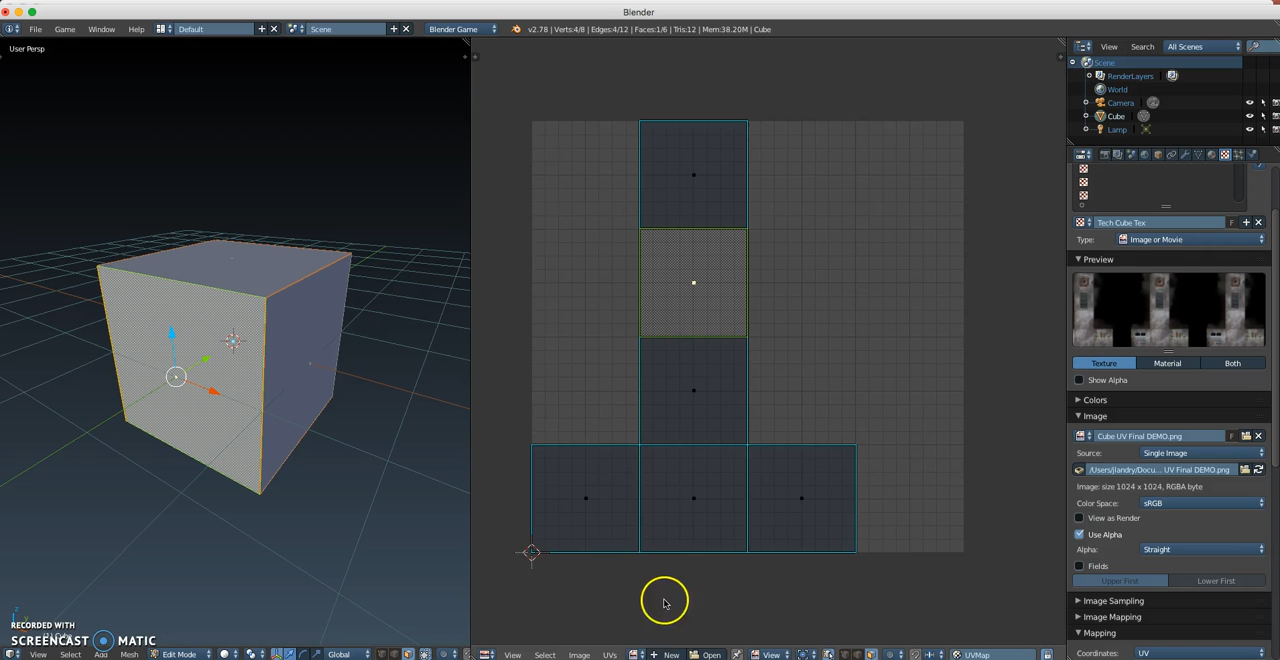 Blender
File Game Window Help Default Scene Blender Game v2.78 | Verts:4/8 | Edges:4/12 | Faces:1/6 | Tris:12 | Mem:38.20M | Cube
User Persp
View Search All Scenes
Scene
RenderLayers
World
Camera
Cube
Lamp
Tech Cube Tex F
Type: Image or Movie
Preview
Texture Material Both
Show Alpha
Colors
Image
Cube UV Final DEMO.png F
Source: Single Image
/Users/jlandry/Docu... UV Final DEMO.png
Image: size 1024 x 1024, RGBA byte
Color Space: sRGB
View as Render
Use Alpha
Alpha: Straight
Fields
Upper First Lower First
Image Sampling
Image Mapping
Mapping
Coordinates: UV
RECORDED WITH
SCREENCAST MATIC
View Select Add Mesh Edit Mode Global
View Select Image UVs New Open View UVMap